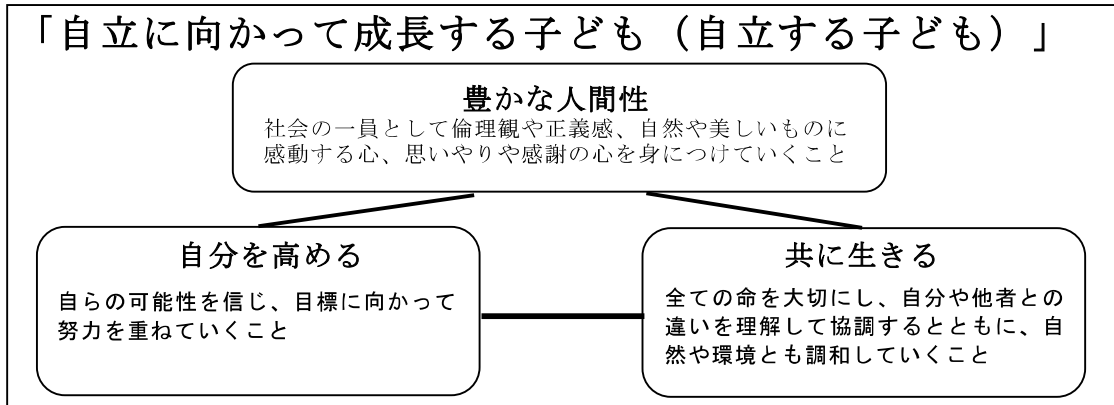 「自立に向かって成長する子ども（自立する子ども）」
豊かな人間性
社会の一員として倫理観や正義感、自然や美しいものに
感動する心、思いやりや感謝の心を身につけていくこと
自分を高める
自らの可能性を信じ、目標に向かって
努力を重ねていくこと
共に生きる
全ての命を大切にし、自分や他者との
違いを理解して協調するとともに、自
然や環境とも調和していくこと